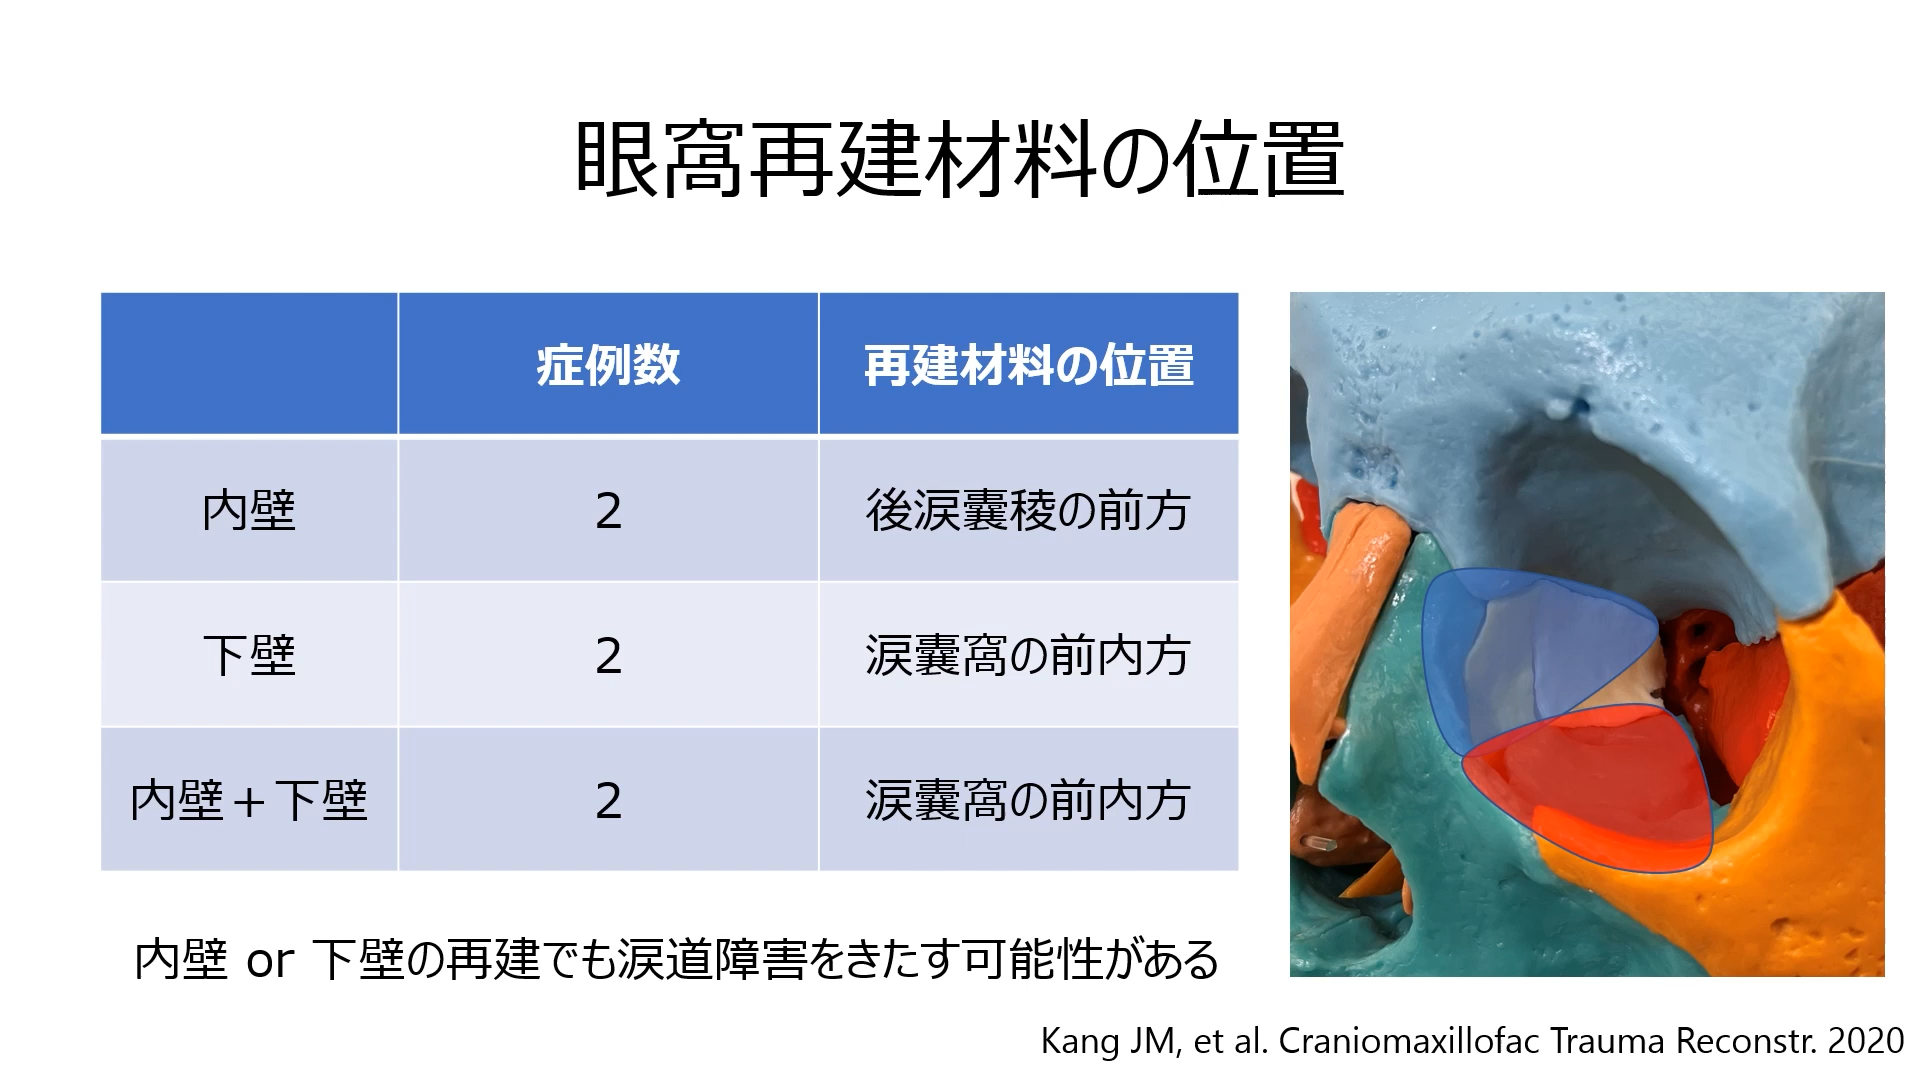 眼窩再建材料の位置
症例数 再建材料の位置
内壁 2 後涙嚢稜の前方
下壁 2 涙嚢窩の前内方
内壁＋下壁 2 涙嚢窩の前内方
内壁 or 下壁の再建でも涙道障害をきたす可能性がある
Kang JM, et al. Craniomaxillofac Trauma Reconstr. 2020